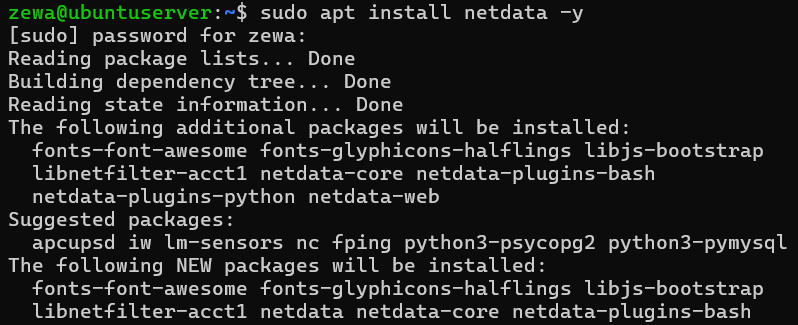 zewa@ubuntuserver:~$ sudo apt install netdata -y
[sudo] password for zewa:
Reading package lists... Done
Building dependency tree... Done
Reading state information... Done
The following additional packages will be installed:
  fonts-font-awesome fonts-glyphicons-halflings libjs-bootstrap
  libnetfilter-acct1 netdata-core netdata-plugins-bash
  netdata-plugins-python netdata-web
Suggested packages:
  apcupsd iw lm-sensors nc fping python3-psycopg2 python3-pymysql
The following NEW packages will be installed:
  fonts-font-awesome fonts-glyphicons-halflings libjs-bootstrap
  libnetfilter-acct1 netdata netdata-core netdata-plugins-bash